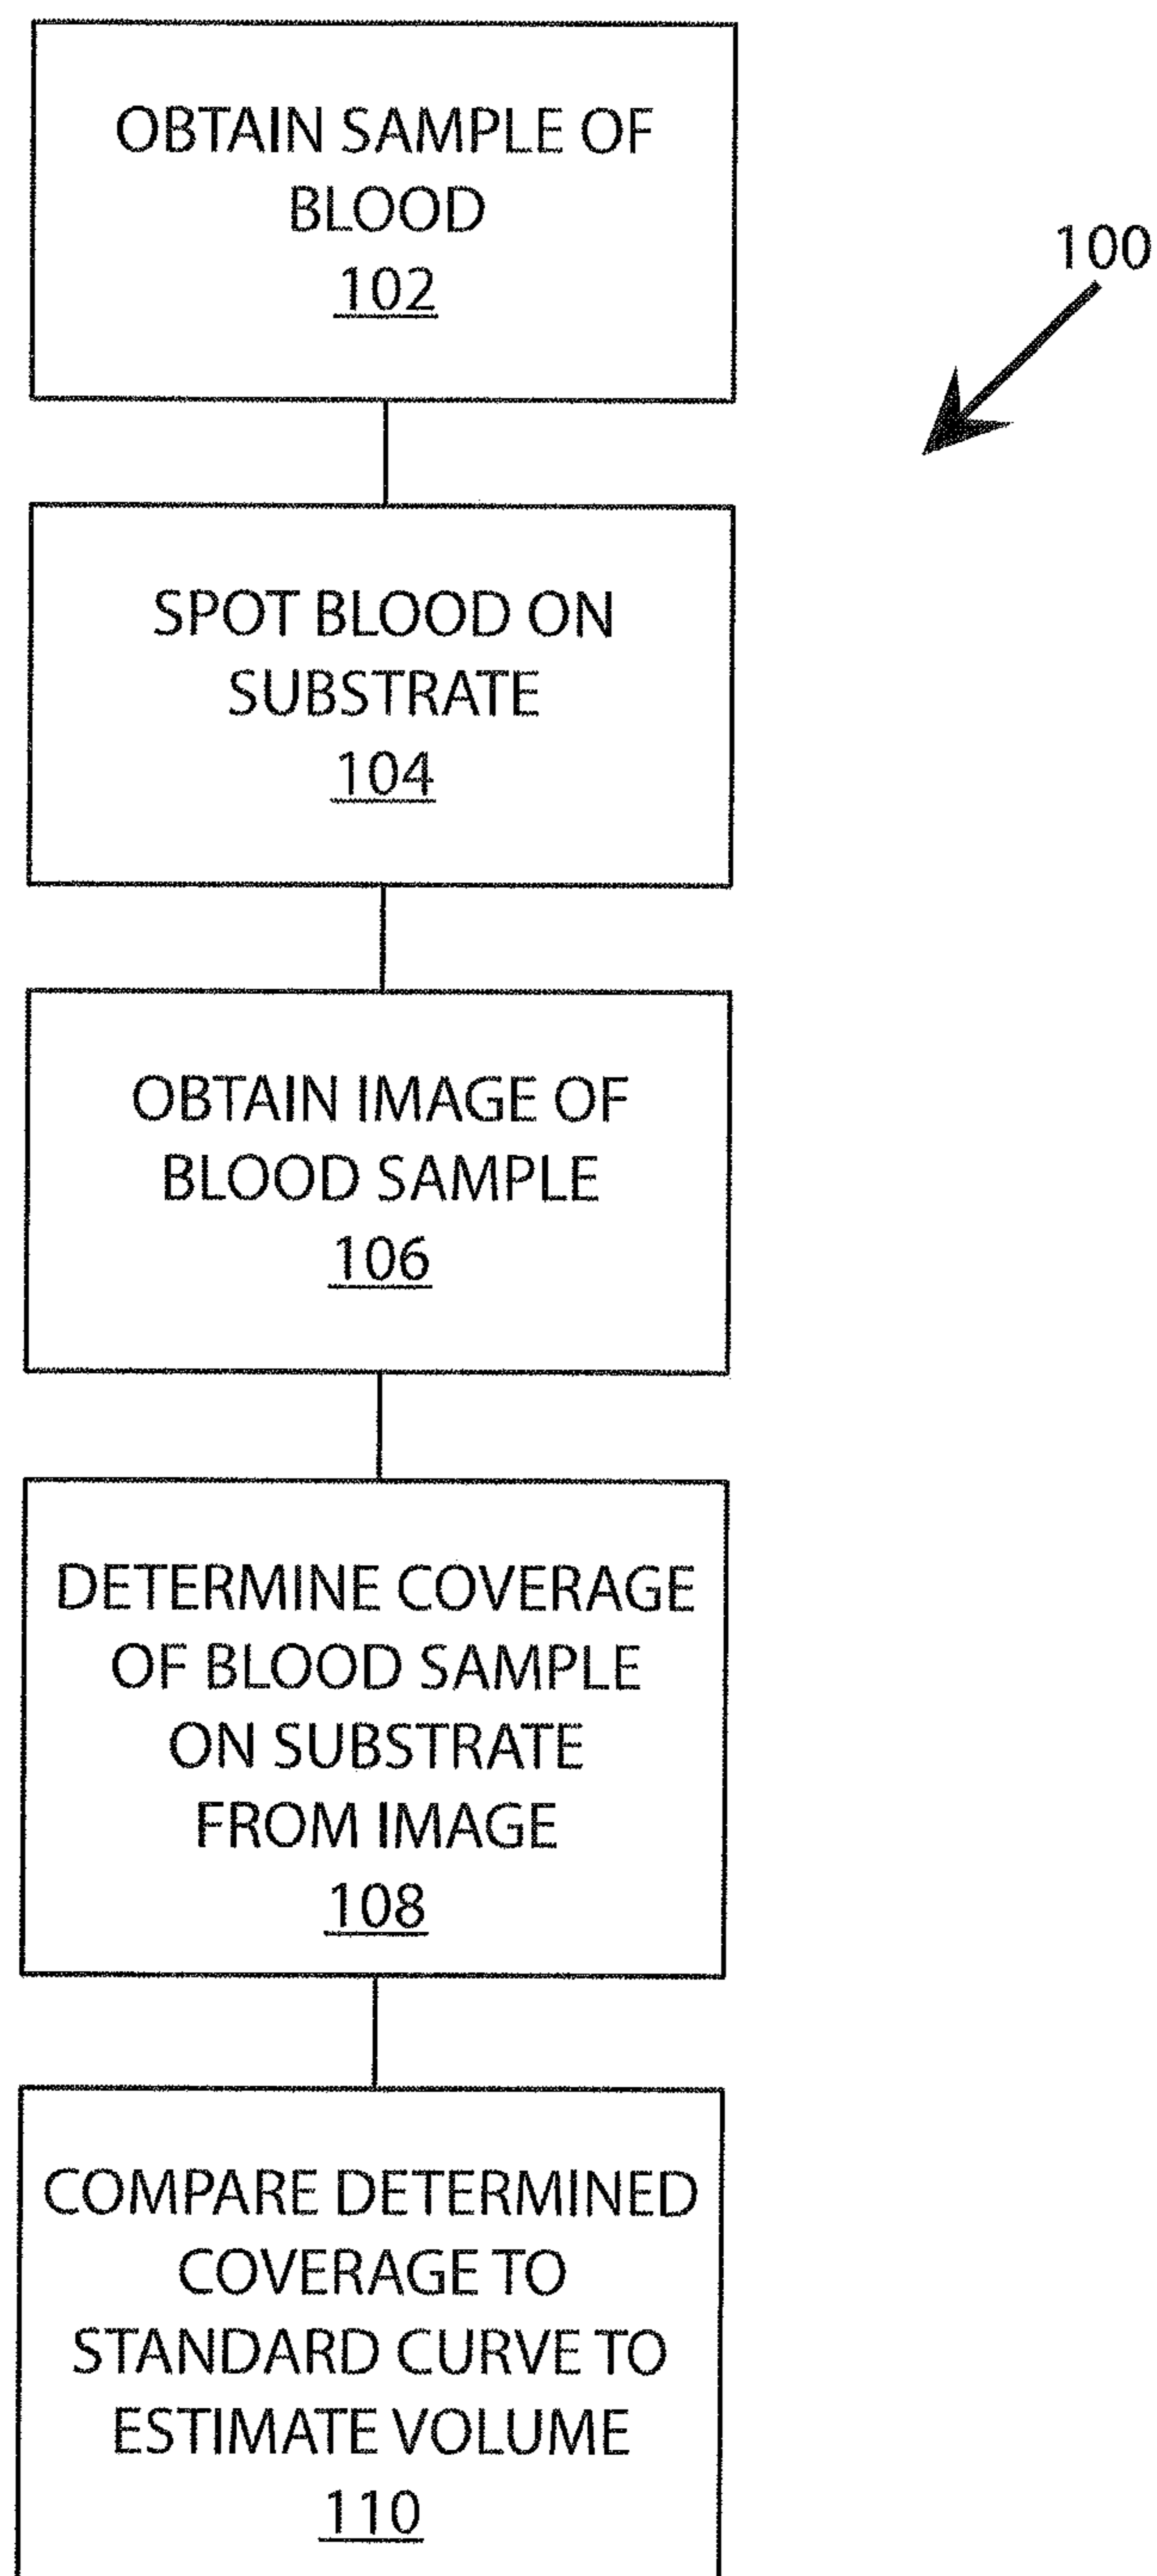 OBTAIN SAMPLE OF
BLOOD
102
100
SPOT BLOOD ON
SUBSTRATE
104
OBTAIN IMAGE OF
BLOOD SAMPLE
106
DETERMINE COVERAGE
OF BLOOD SAMPLE
ON SUBSTRATE
FROM IMAGE
108
COMPARE DETERMINED
COVERAGE TO
STANDARD CURVE TO
ESTIMATE VOLUME
110